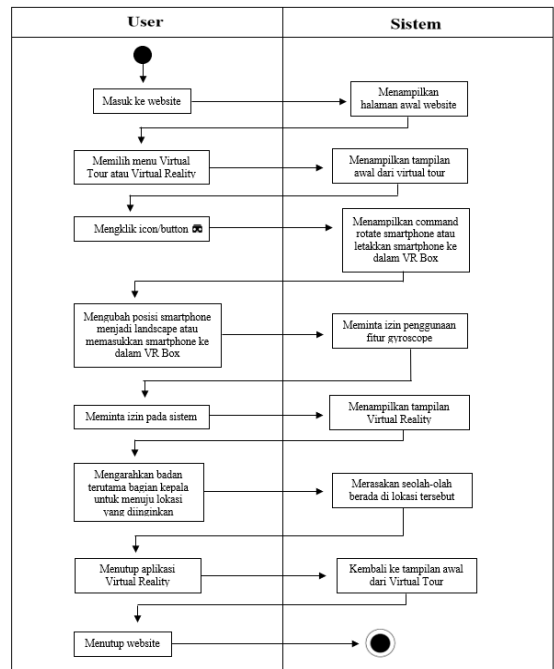 User
Sistem
Masuk ke website
Menampilkan
halaman awal website
Memilih menu Virtual
Tour atau Virtual Reality
Menampilkan tampilan
awal dari virtual tour
Mengklik icon/button
Menampilkan command
rotate smartphone atau
letakkan smartphone ke
dalam VR Box
Mengubah posisi smartphone
menjadi landscape atau
memasukkan smartphone ke
dalam VR Box
Meminta izin penggunaan
fitur gyroscope
Meminta izin pada sistem
Menampilkan tampilan
Virtual Reality
Mengarahkan badan
terutama bagian kepala
untuk menuju lokasi
yang diinginkan
Merasakan seolah-olah
berada di lokasi tersebut
Menutup aplikasi
Virtual Reality
Kembali ke tampilan awal
dari Virtual Tour
Menutup website